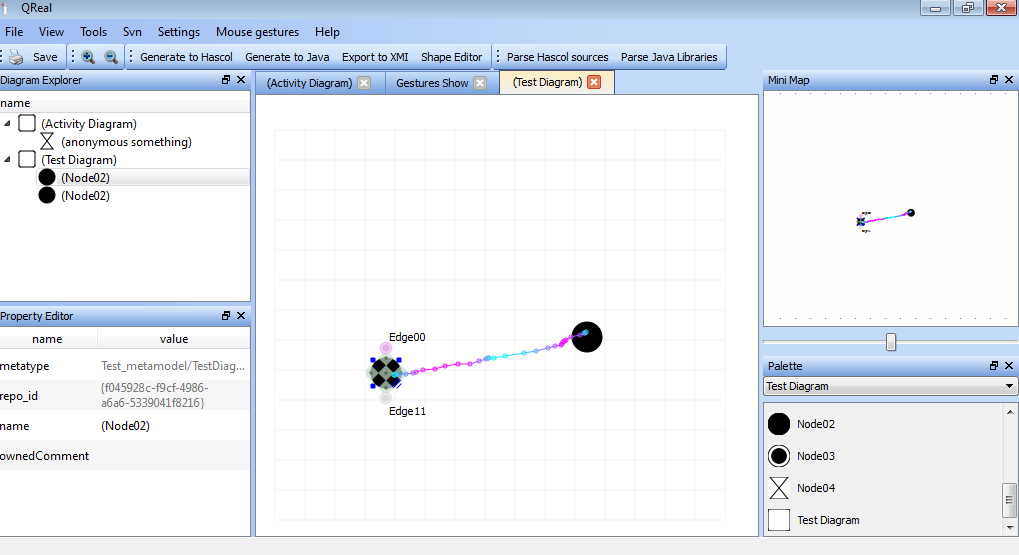 QReal
File View Tools Svn Settings Mouse gestures Help
Save Generate to Hascol Generate to Java Export to XMI Shape Editor Parse Hascol sources Parse Java Libraries
Diagram Explorer
name
(Activity Diagram)
(anonymous something)
(Test Diagram)
(Node02)
(Node02)
Property Editor
name value
metatype Test_metamodel/TestDiag...
repo_id {f045928c-f9cf-4986-
a6a6-5339041f8216}
name (Node02)
ownedComment
(Activity Diagram) Gestures Show (Test Diagram)
Edge00
Edge11
Mini Map
Palette
Test Diagram
Node02
Node03
Node04
Test Diagram